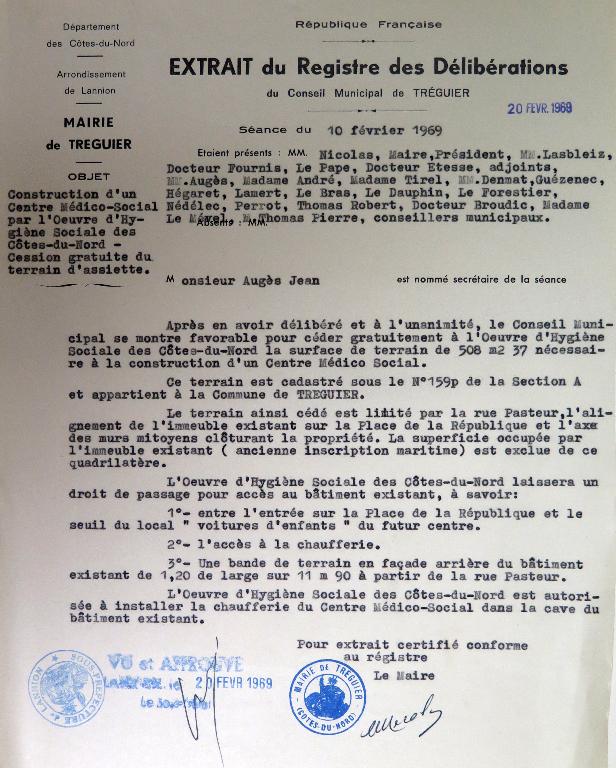 Département
des Côtes-du-Nord
Arrondissement
de Lannion
MAIRIE
de TREGUIER
OBJET
Construction d'un
Centre Médico-Social
par l'Oeuvre d'Hy-
giène Sociale des
Côtes-du-Nord -
Cession gratuite du
terrain d'assiette.
République Française
EXTRAIT du Registre des Délibérations
du Conseil Municipal de TRÉGUIER
20 FEVR. 1969
Séance du 10 février 1969
Etaient présents : MM. Nicolas, Maire,Président, MM.Lasbleiz,
Docteur Fournis, Le Pape, Docteur Etesse, adjoints,
MM.Augès, Madame André, Madame Tirel, MM.Denmat,Guézenec,
Hégaret, Lamert, Le Bras, Le Dauphin, Le Forestier,
Nédélec, Perrot, Thomas Robert, Docteur Broudic, Madame
Le Mével, M.Thomas Pierre, conseillers municipaux.
Absents : MM.
Monsieur Augès Jean est nommé secrétaire de la séance
Après en avoir délibéré et à l'unanimité, le Conseil Muni-
cipal se montre favorable pour céder gratuitement à l'Oeuvre d'Hygiène
Sociale des Côtes-du-Nord la surface de terrain de 508 m2 37 nécessai-
re à la construction d'un Centre Médico Social.
Ce terrain est cadastré sous le N°159p de la Section A
et appartient à la Commune de TREGUIER.
Le terrain ainsi cédé est limité par la rue Pasteur,l'ali-
gnement de l'immeuble existant sur la Place de la République et l'axe
des murs mitoyens clôturant la propriété. La superficie occupée par
l'immeuble existant ( ancienne inscription maritime) est exclue de ce
quadrilatère.
L'Oeuvre d'Hygiène Sociale des Côtes-du-Nord laissera un
droit de passage pour accès au bâtiment existant, à savoir:
1°- entre l'entrée sur la Place de la République et le
seuil du local " voitures d'enfants " du futur centre.
2°- l'accès à la chaufferie.
3°- Une bande de terrain en façade arrière du bâtiment
existant de 1,20 de large sur 11 m 90 à partir de la rue Pasteur.
L'Oeuvre d'Hygiène Sociale des Côtes-du-Nord est autori-
sée à installer la chaufferie du Centre Médico-Social dans la cave du
bâtiment existant.
Pour extrait certifié conforme
au régistre
Le Maire
SOUS-PREFECTURE
LANNION
VU et APPROUVE
LANNION, le 20 FEVR 1969
MAIRIE DE TREGUIER
(COTES-DU-NORD)